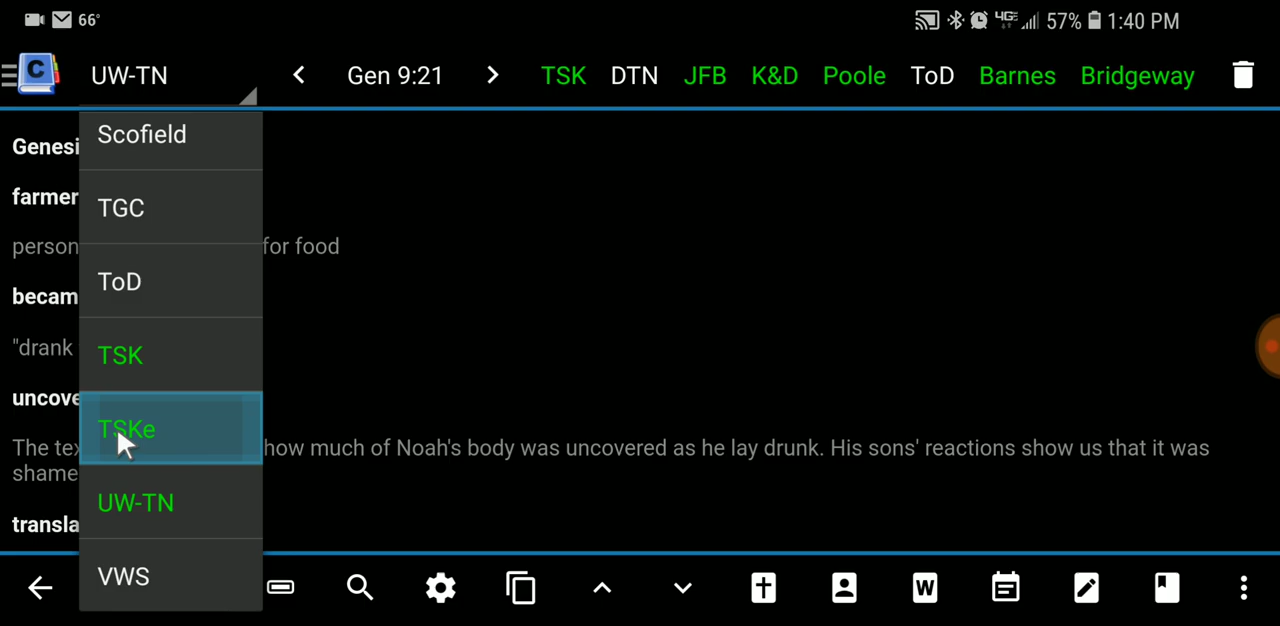 66°
4GE 57% 1:40 PM
C UW-TN Gen 9:21 TSK DTN JFB K&D Poole ToD Barnes Bridgeway
Scofield
Genesi
farmer
TGC
person for food
ToD
becam
"drank
TSK
uncove
TSKe
The tex how much of Noah's body was uncovered as he lay drunk. His sons' reactions show us that it was
shame
UW-TN
transla
VWS
W